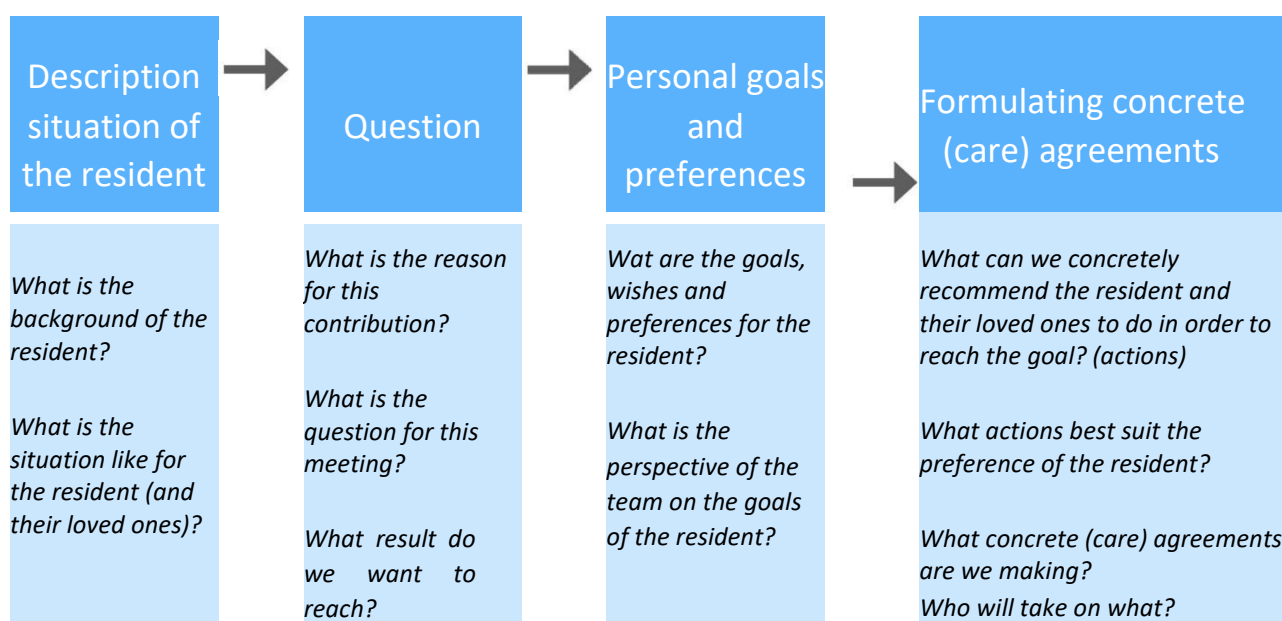 Description
situation of
the resident
What is the
background of the
resident?
What is the
situation like for
the resident (and
their loved ones)?
Question
What is the reason
for this
contribution?
What is the
question for this
meeting?
What result do
we want to
reach?
Personal goals
and
preferences
Wat are the goals,
wishes and
preferences for the
resident?
What is the
perspective of the
team on the goals
of the resident?
Formulating concrete
(care) agreements
What can we concretely
recommend the resident and
their loved ones to do in order to
reach the goal? (actions)
What actions best suit the
preference of the resident?
What concrete (care) agreements
are we making?
Who will take on what?